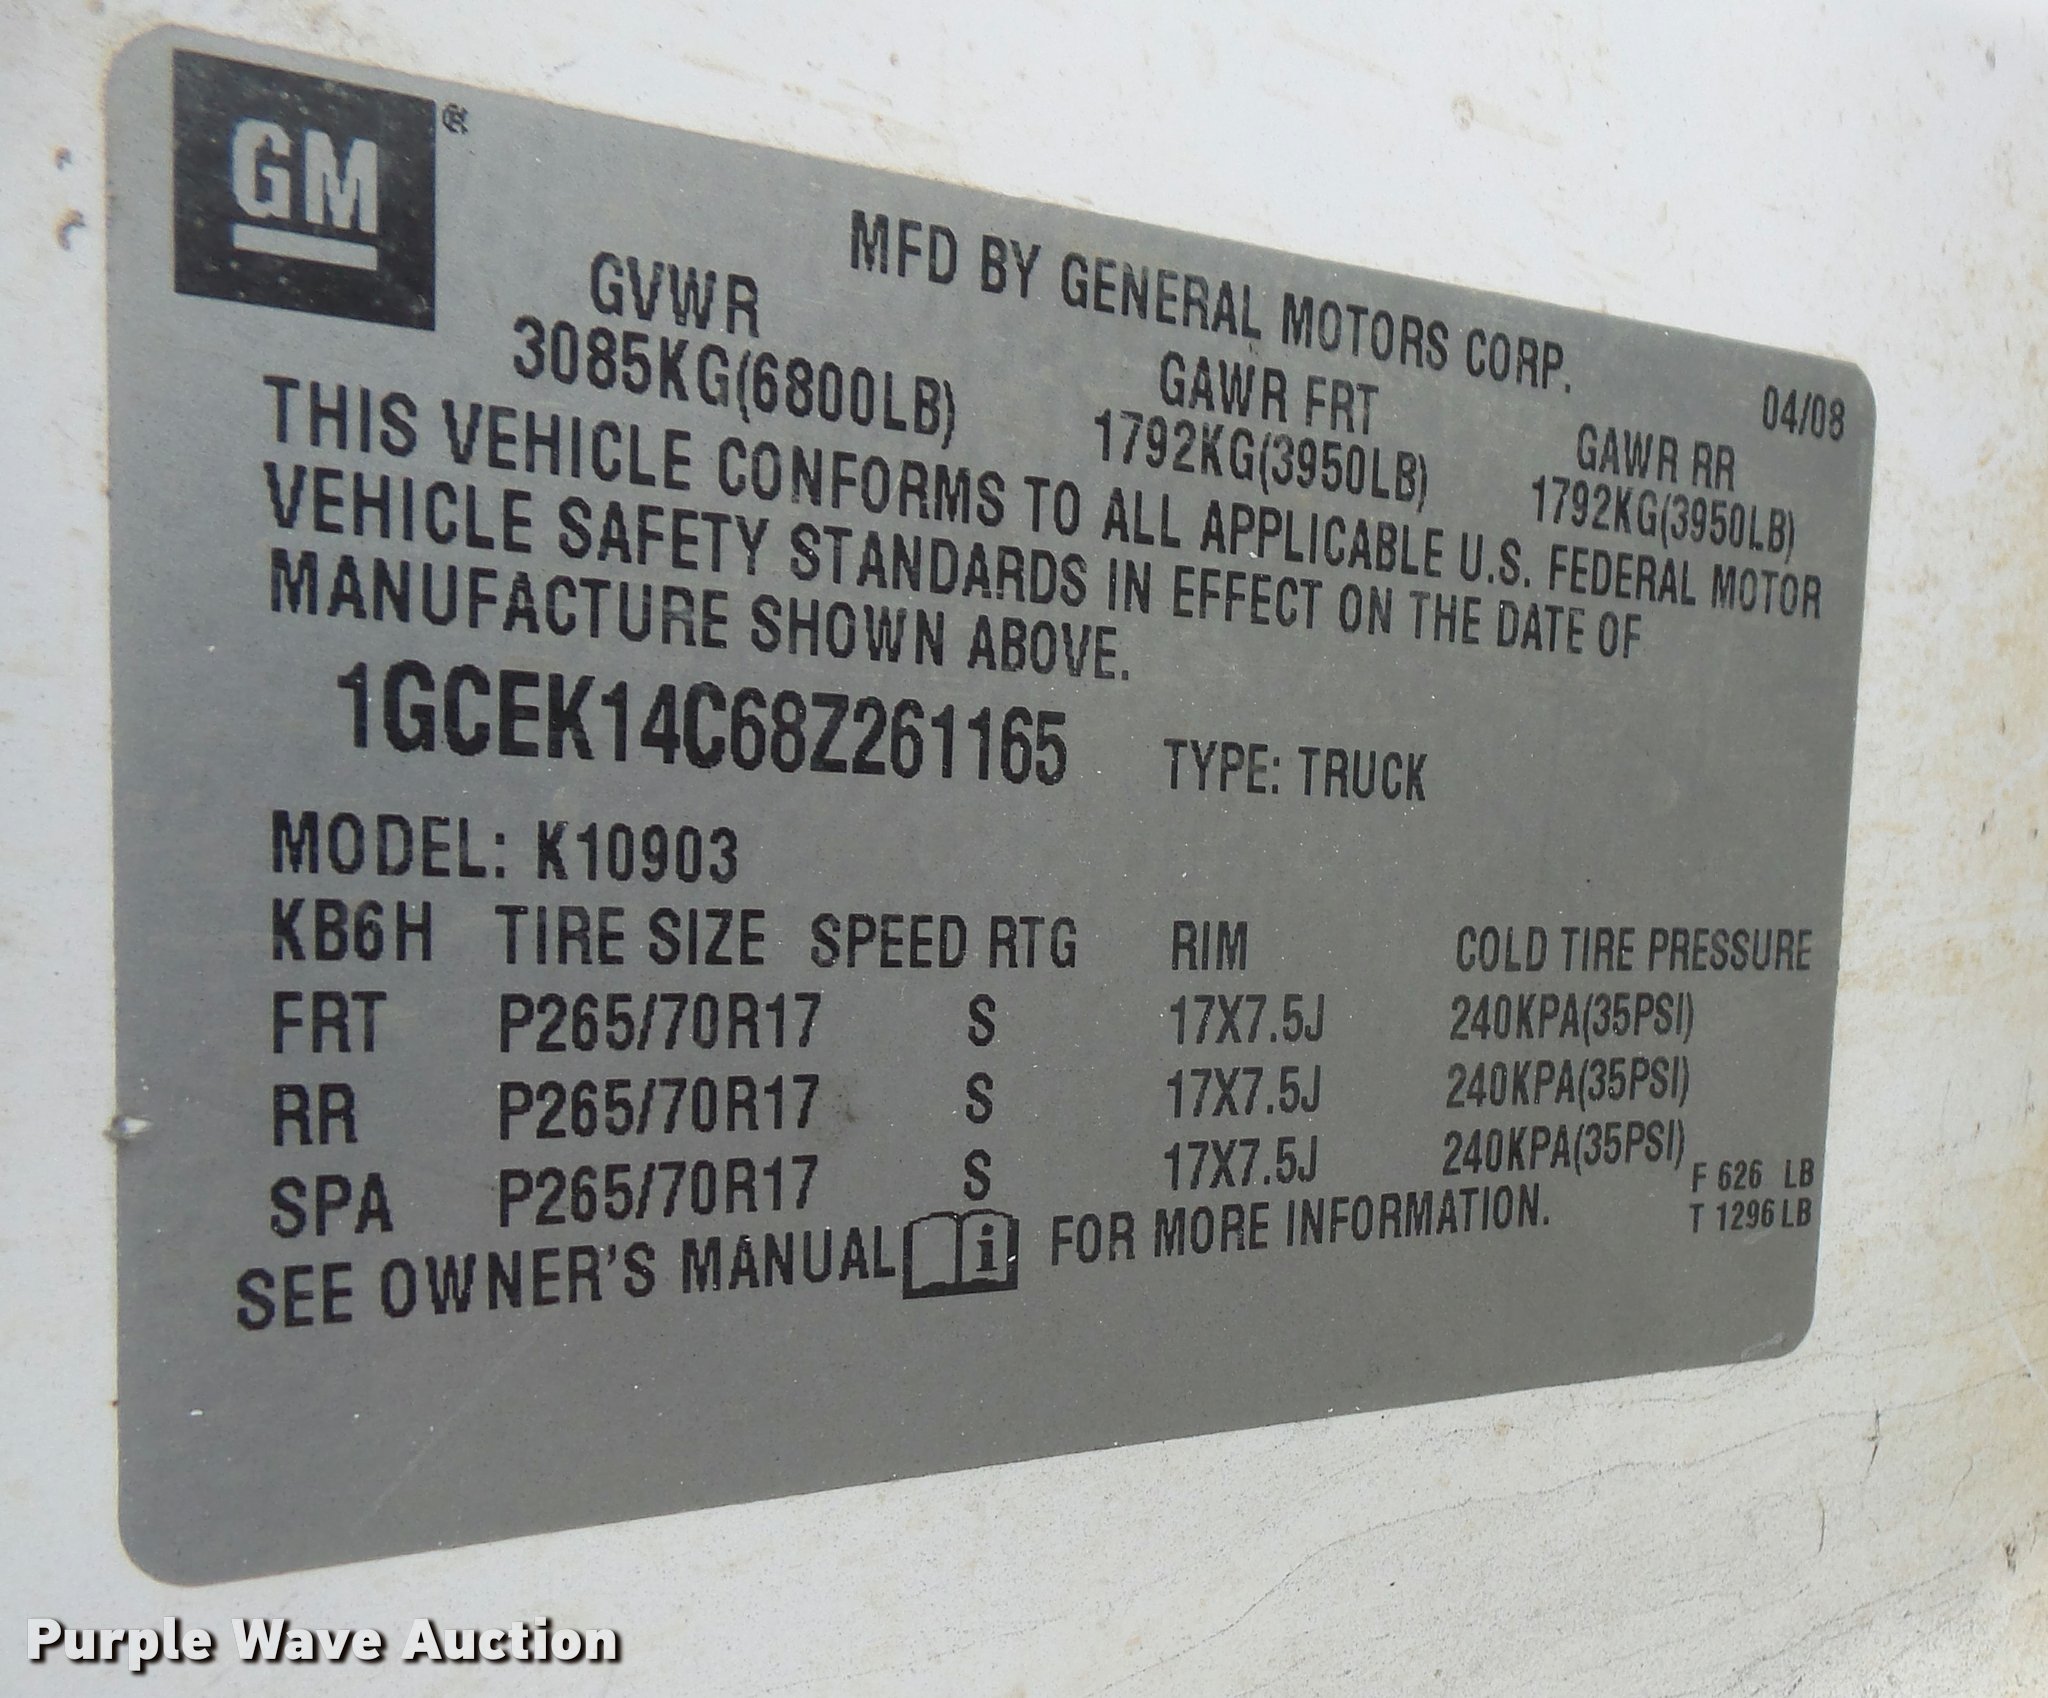 GM®
MFD BY GENERAL MOTORS CORP. 04/08
GVWR GAWR FRT GAWR RR
3085KG(6800LB) 1792KG(3950LB) 1792KG(3950LB)
THIS VEHICLE CONFORMS TO ALL APPLICABLE U.S. FEDERAL MOTOR
VEHICLE SAFETY STANDARDS IN EFFECT ON THE DATE OF
MANUFACTURE SHOWN ABOVE.
1GCEK14C68Z261165 TYPE: TRUCK
MODEL: K10903
KB6H TIRE SIZE SPEED RTG RIM COLD TIRE PRESSURE
FRT P265/70R17 S 17X7.5J 240KPA(35PSI)
RR P265/70R17 S 17X7.5J 240KPA(35PSI)
SPA P265/70R17 S 17X7.5J 240KPA(35PSI)
F 626 LB
T 1296LB
SEE OWNER'S MANUAL i FOR MORE INFORMATION.
Purple Wave Auction